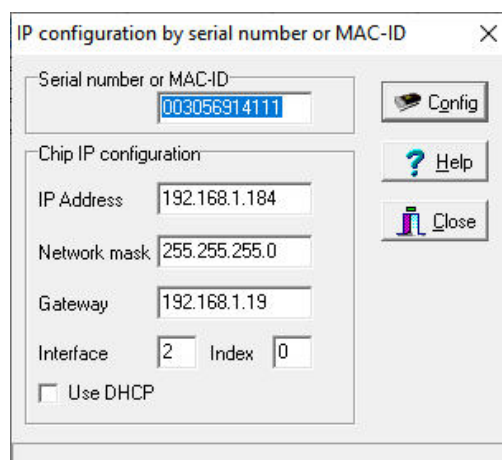 IP configuration by serial number or MAC-ID
Serial number or MAC-ID
003056914111
Config
Chip IP configuration
Help
IP Address 192.168.1.184
Close
Network mask 255.255.255.0
Gateway 192.168.1.19
Interface 2 Index 0
Use DHCP